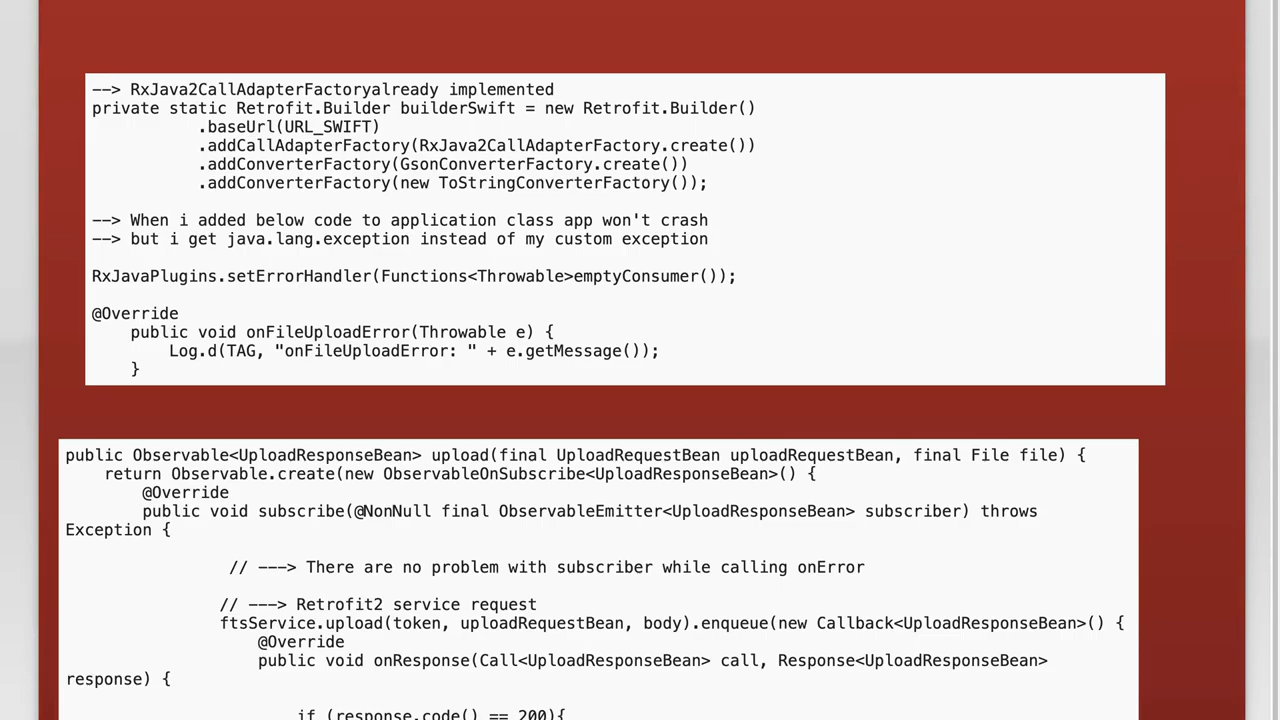 --> RxJava2CallAdapterFactoryalready implemented
private static Retrofit.Builder builderSwift = new Retrofit.Builder()
.baseUrl(URL_SWIFT)
.addCallAdapterFactory(RxJava2CallAdapterFactory.create())
.addConverterFactory(GsonConverterFactory.create())
.addConverterFactory(new ToStringConverterFactory());
--> When i added below code to application class app won't crash
--> but i get java.lang.exception instead of my custom exception
RxJavaPlugins.setErrorHandler(Functions<Throwable>emptyConsumer());
@Override
public void onFileUploadError(Throwable e) {
Log.d(TAG, "onFileUploadError: " + e.getMessage());
}
public Observable<UploadResponseBean> upload(final UploadRequestBean uploadRequestBean, final File file) {
return Observable.create(new ObservableOnSubscribe<UploadResponseBean>() {
@Override
public void subscribe(@NonNull final ObservableEmitter<UploadResponseBean> subscriber) throws
Exception {
// ---> There are no problem with subscriber while calling onError
// ---> Retrofit2 service request
ftsService.upload(token, uploadRequestBean, body).enqueue(new Callback<UploadResponseBean>() {
@Override
public void onResponse(Call<UploadResponseBean> call, Response<UploadResponseBean>
response) {
if (response.code() == 200){